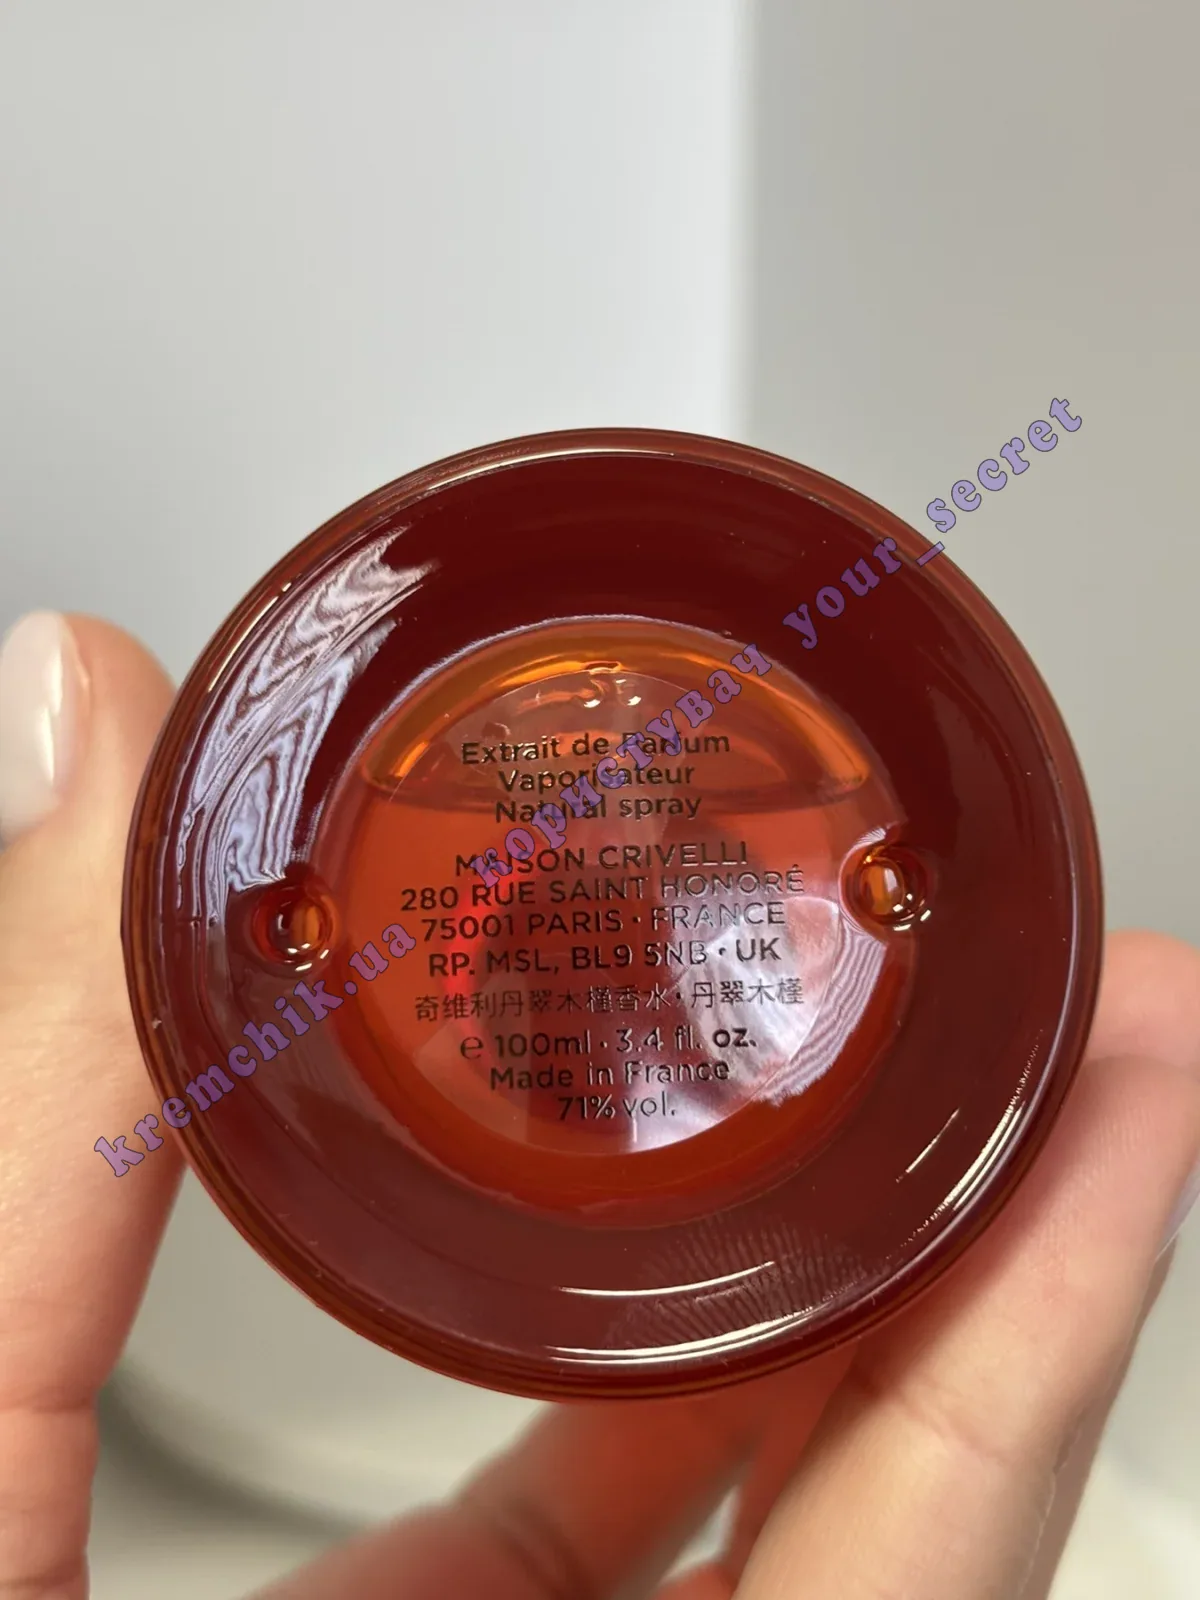 Extrait de Parfum
Vaporisateur
Natural spray
MAISON CRIVELLI
280 RUE SAINT HONORÉ
75001 PARIS · FRANCE
RP. MSL, BL9 5NB · UK
奇维利丹翠木槿香水·丹翠木槿
e 100ml · 3.4 fl. oz.
Made in France
71% vol.
kremchik.ua користувач your_secret